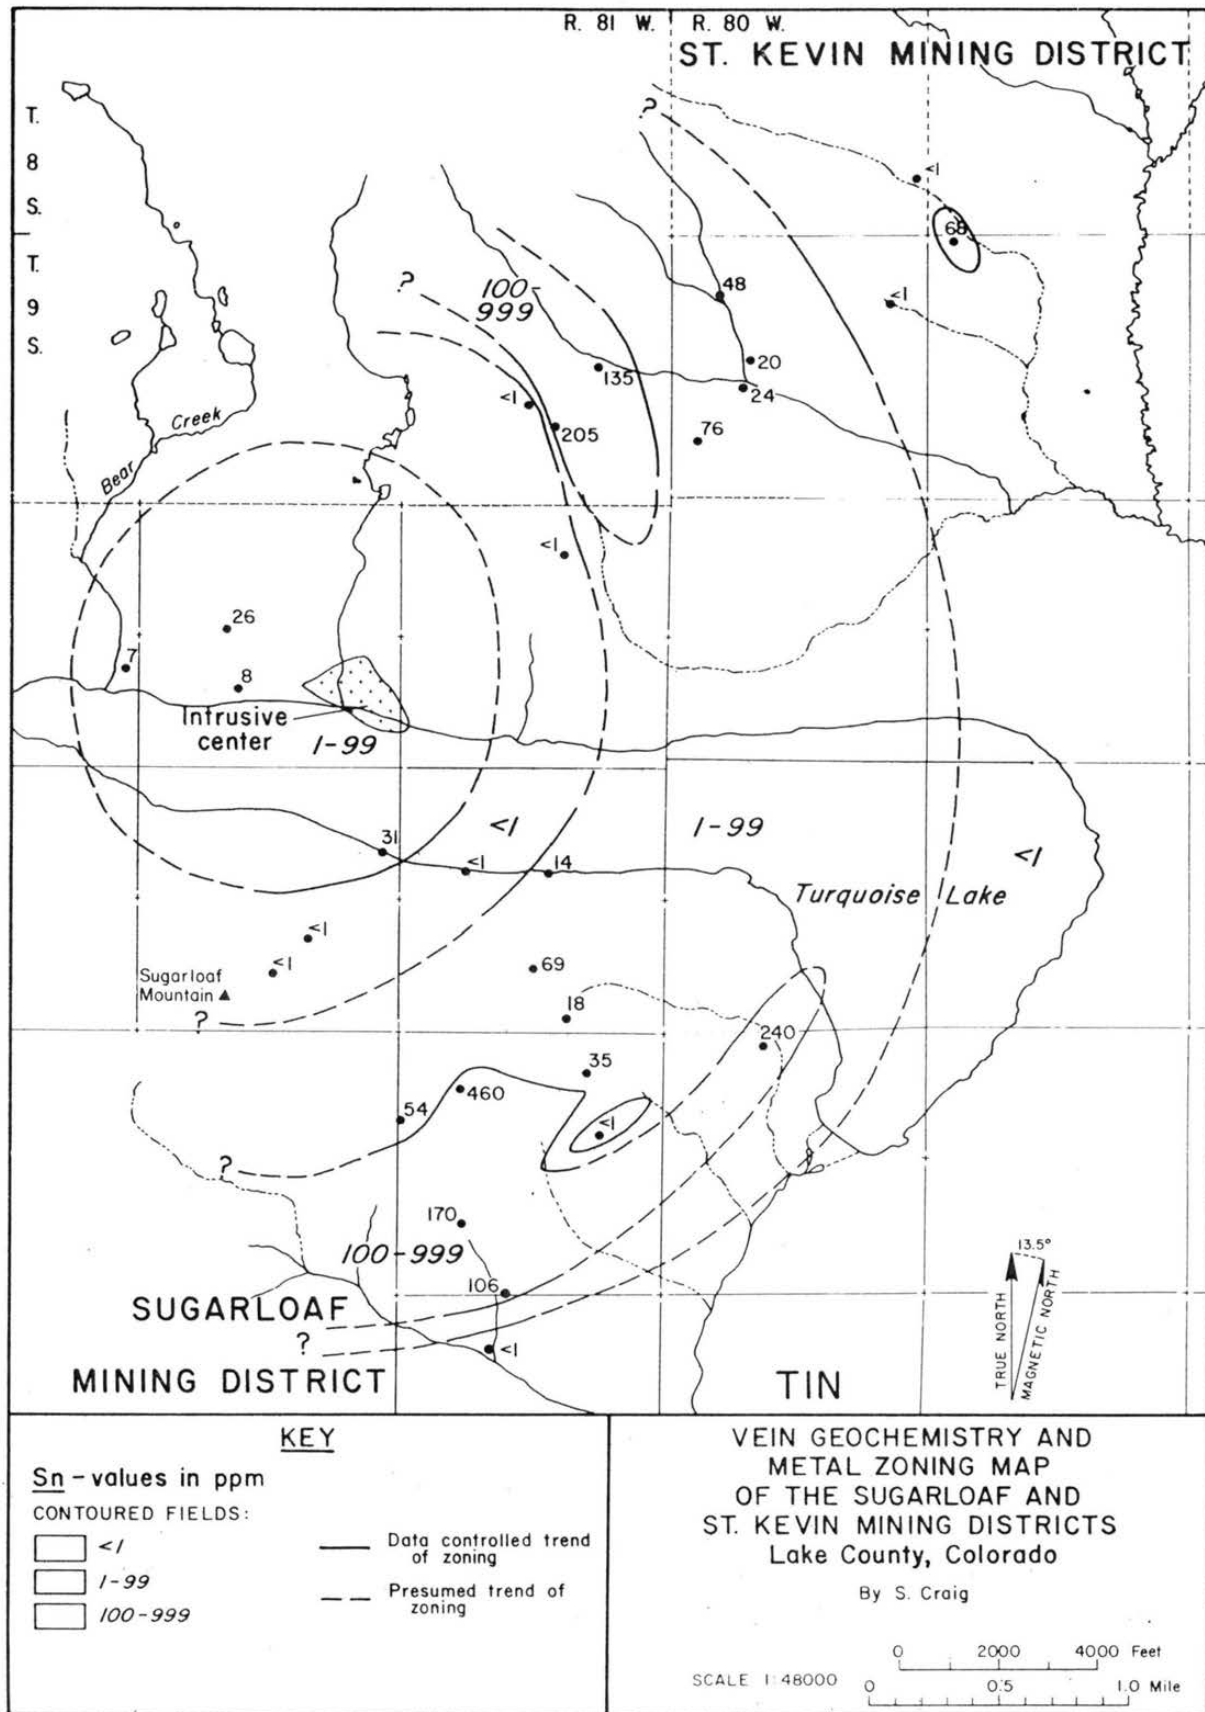 R. 81 W. R. 80 W.
ST. KEVIN MINING DISTRICT
T.
8
S.
T.
9
S.
?
<1
68
<1
?
100-
999
48
20
24
135
<1
205
76
Creek
Bear
<1
26
7
8
Intrusive
center
1-99
31
<1
<1
14
1-99
<1
Turquoise Lake
<1
<1
Sugarloaf
Mountain
?
69
18
240
35
460
54
<1
?
170
100-999
106
SUGARLOAF
?
<1
MINING DISTRICT
TIN
13.5°
TRUE NORTH
MAGNETIC NORTH
KEY
Sn - values in ppm
CONTOURED FIELDS:
<1
1-99
100-999
Data controlled trend
of zoning
Presumed trend of
zoning
VEIN GEOCHEMISTRY AND
METAL ZONING MAP
OF THE SUGARLOAF AND
ST. KEVIN MINING DISTRICTS
Lake County, Colorado
By S. Craig
0 2000 4000 Feet
SCALE 1:48000
0 0.5 1.0 Mile